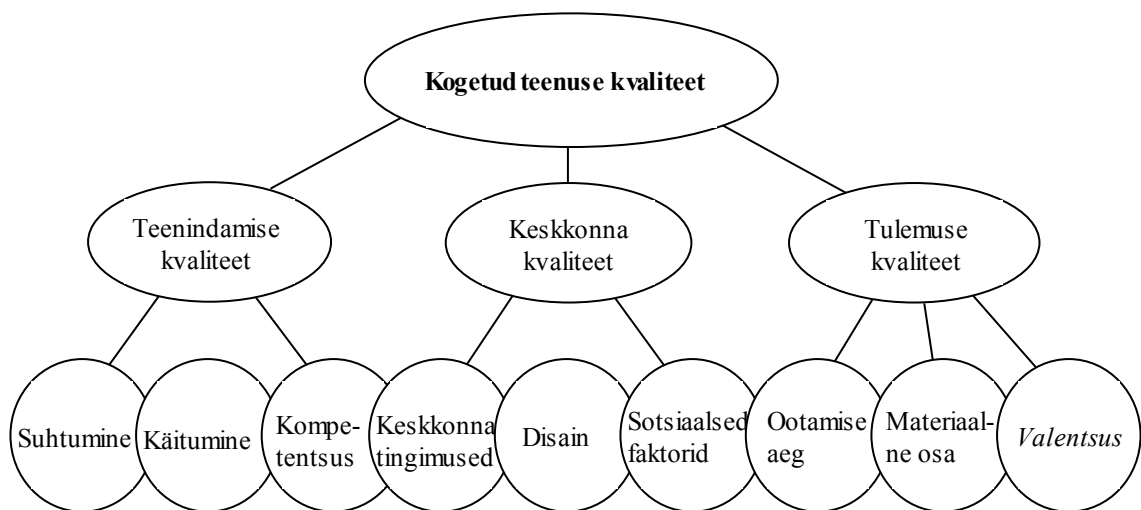 Kogetud teenuse kvaliteet
Teenindamise
kvaliteet
Keskkonna
kvaliteet
Tulemuse
kvaliteet
Suhtumine
Käitumine
Kompe-
tentsus
Keskkonna
tingimused
Disain
Sotsiaalsed
faktorid
Ootamise
aeg
Materiaal-
ne osa
Valentsus